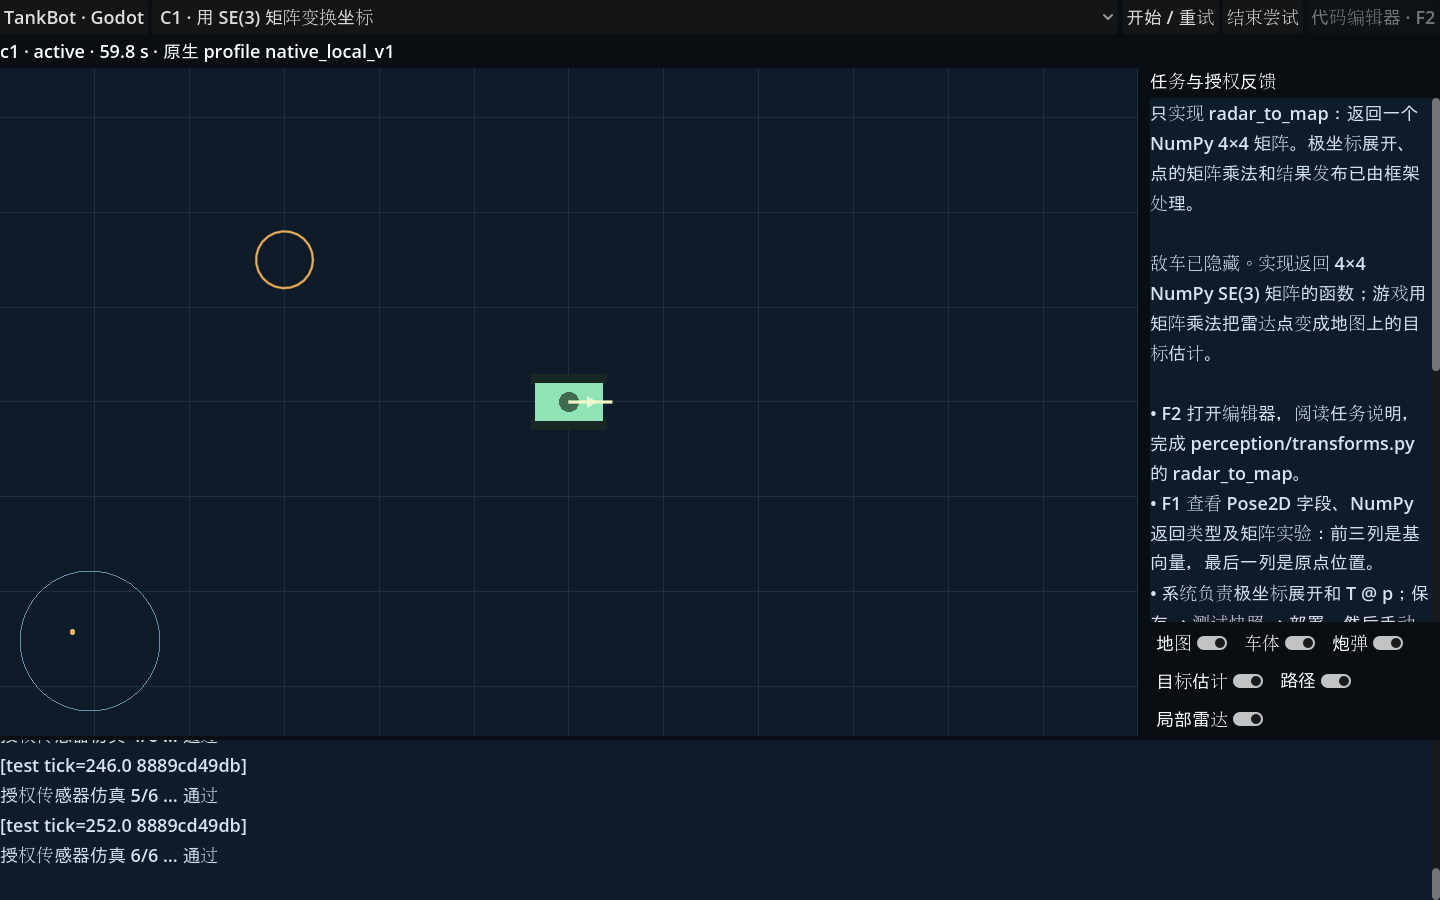 TankBot · Godot
C1 · 用 SE(3) 矩阵变换坐标
开始 / 重试
结束尝试
代码编辑器 · F2
c1 · active · 59.8 s · 原生 profile native_local_v1
任务与授权反馈
只实现 radar_to_map：返回一个
NumPy 4×4 矩阵。极坐标展开、
点的矩阵乘法和结果发布已由框架
处理。
敌车已隐藏。实现返回 4×4
NumPy SE(3) 矩阵的函数；游戏用
矩阵乘法把雷达点变成地图上的目
标估计。
• F2 打开编辑器，阅读任务说明，
完成 perception/transforms.py
的 radar_to_map。
• F1 查看 Pose2D 字段、NumPy
返回类型及矩阵实验：前三列是基
向量，最后一列是原点位置。
• 系统负责极坐标展开和 T @ p；保
地图
车体
炮弹
目标估计
路径
局部雷达
[test tick=246.0 8889cd49db]
授权传感器仿真 5/6 ... 通过
[test tick=252.0 8889cd49db]
授权传感器仿真 6/6 ... 通过